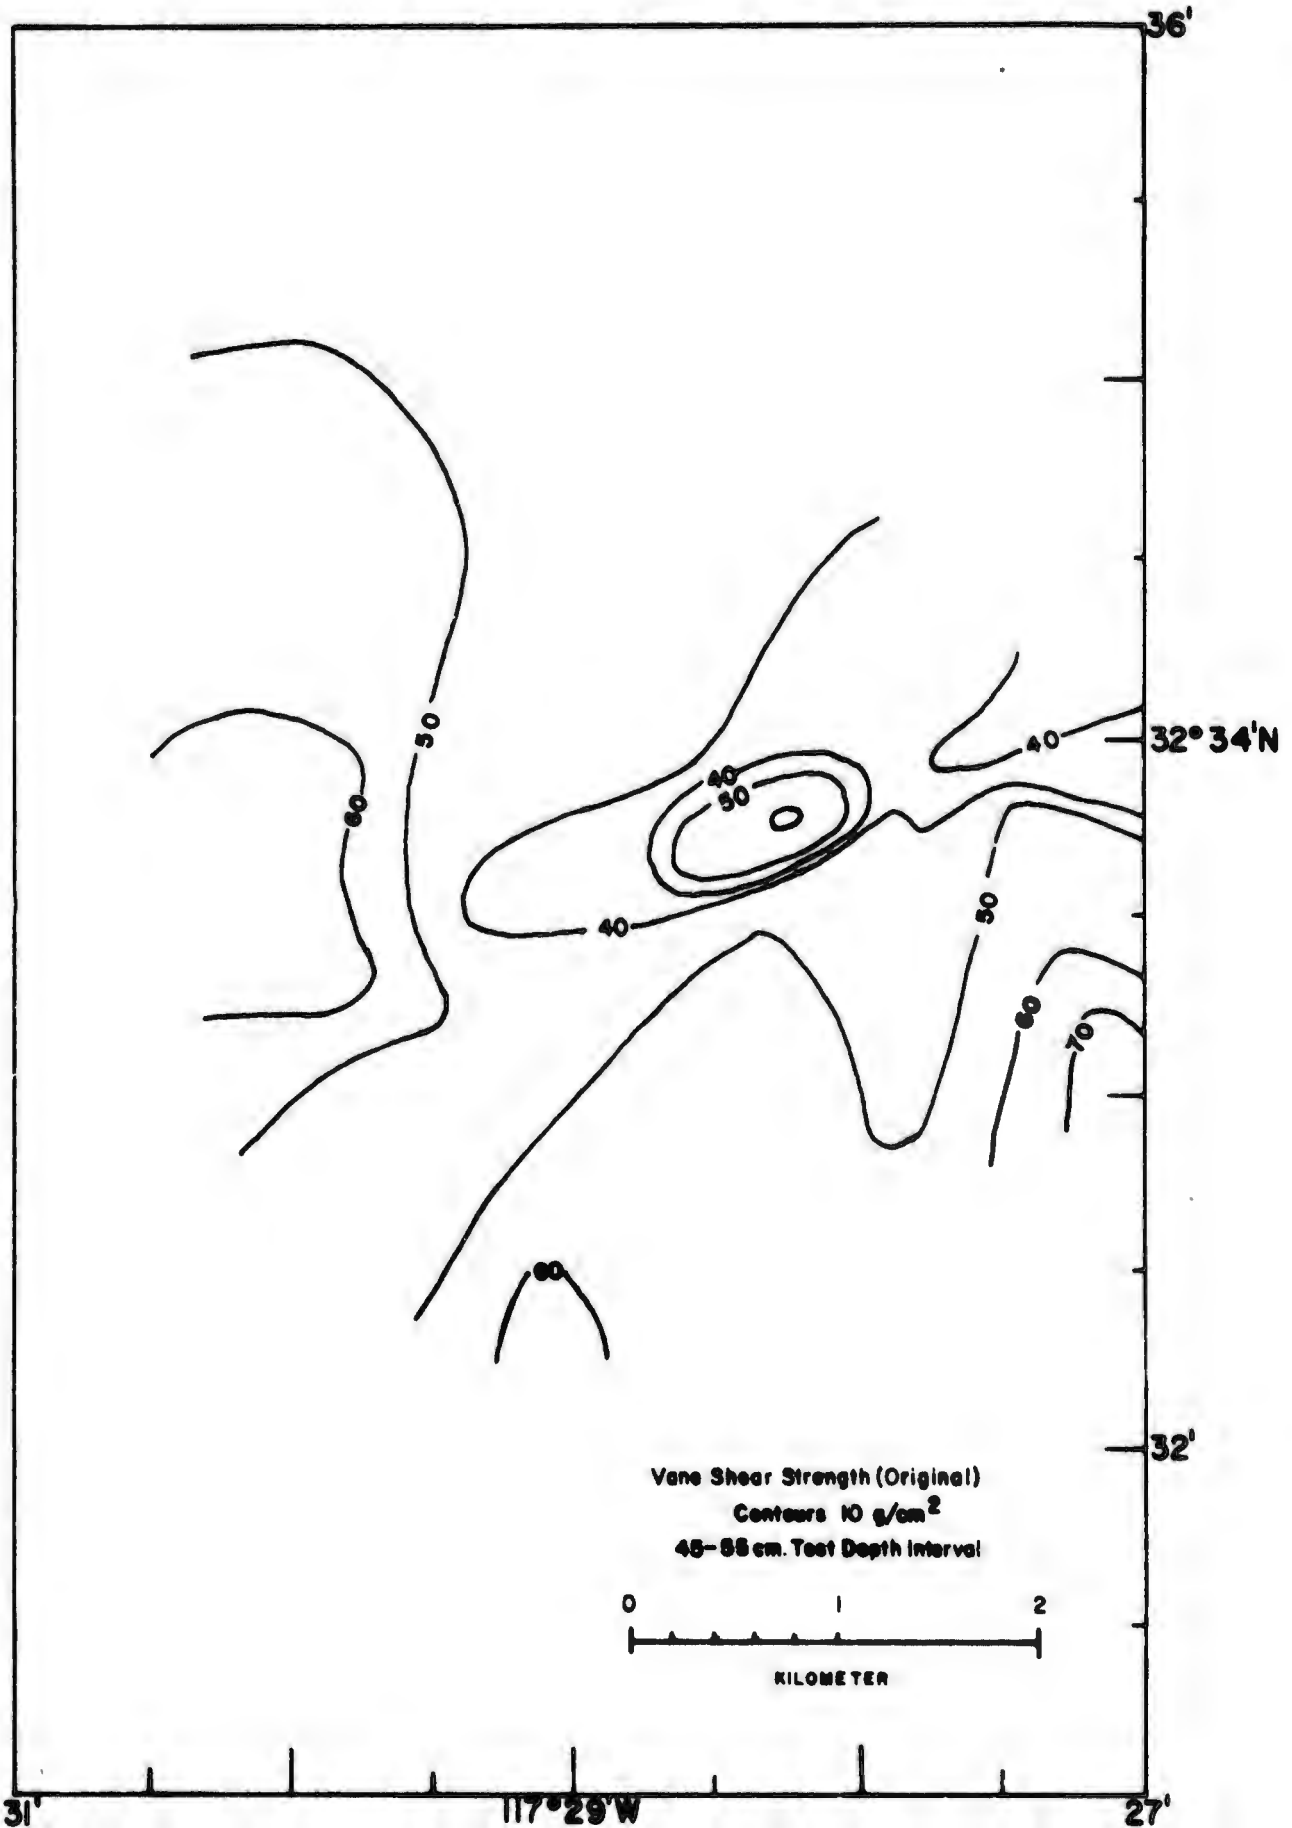 36'
50
40
32° 34'N
40
50
60
50
40
60
70
60
32'
Vane Shear Strength (Original)
Contours 10 g/cm²
45-55 cm. Test Depth Interval
0 1 2
KILOMETER
31' 117° 29' W 27'